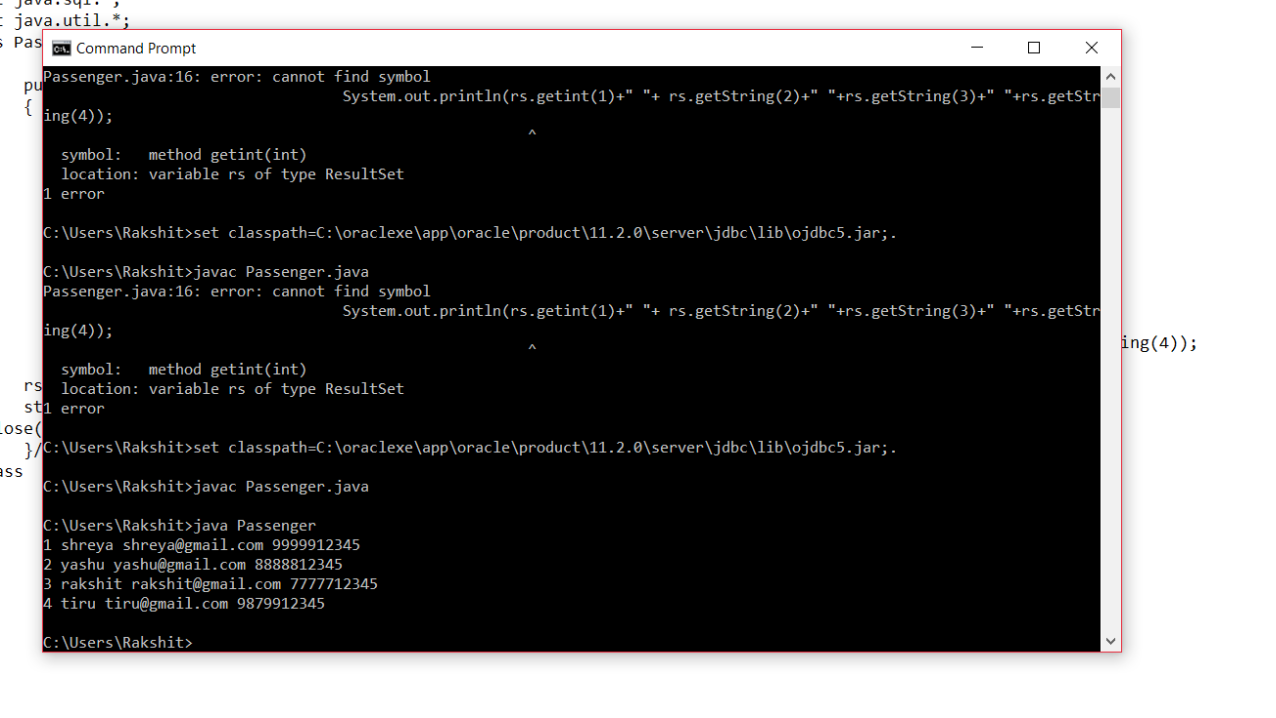 t java.sql.*;
t java.util.*;
s Pas
Command Prompt
pu
{
Passenger.java:16: error: cannot find symbol
System.out.println(rs.getint(1)+" "+ rs.getString(2)+" "+rs.getString(3)+" "+rs.getStr
ing(4));
^
symbol:   method getint(int)
location: variable rs of type ResultSet
1 error
C:\Users\Rakshit>set classpath=C:\oraclexe\app\oracle\product\11.2.0\server\jdbc\lib\ojdbc5.jar;.
C:\Users\Rakshit>javac Passenger.java
Passenger.java:16: error: cannot find symbol
System.out.println(rs.getint(1)+" "+ rs.getString(2)+" "+rs.getString(3)+" "+rs.getStr
ing(4));
^
ing(4));
symbol:   method getint(int)
location: variable rs of type ResultSet
1 error
rs
st
lose(
}/
ass
C:\Users\Rakshit>set classpath=C:\oraclexe\app\oracle\product\11.2.0\server\jdbc\lib\ojdbc5.jar;.
C:\Users\Rakshit>javac Passenger.java
C:\Users\Rakshit>java Passenger
1 shreya shreya@gmail.com 9999912345
2 yashu yashu@gmail.com 8888812345
3 rakshit rakshit@gmail.com 7777712345
4 tiru tiru@gmail.com 9879912345
C:\Users\Rakshit>